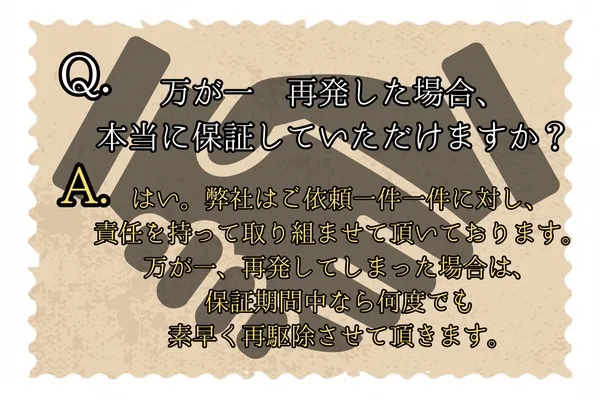 Q. 万が一　再発した場合、
本当に保証していただけますか？
A. はい。弊社はご依頼一件一件に対し、
責任を持って取り組ませて頂いております。
万が一、再発してしまった場合は、
保証期間中なら何度でも
素早く再駆除させて頂きます。